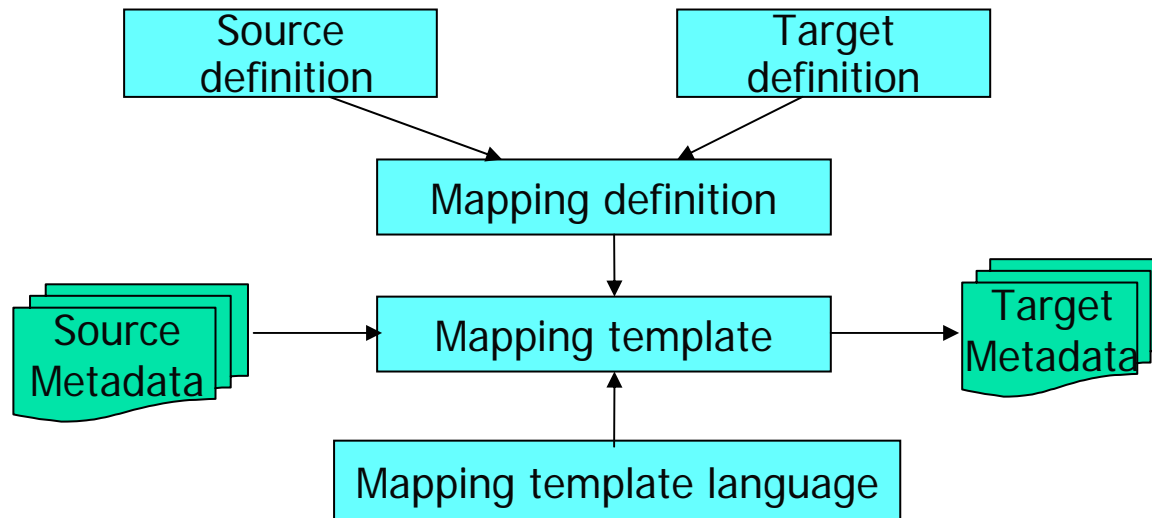 Source
definition
Target
definition
Mapping definition
Source
Metadata
Mapping template
Target
Metadata
Mapping template language